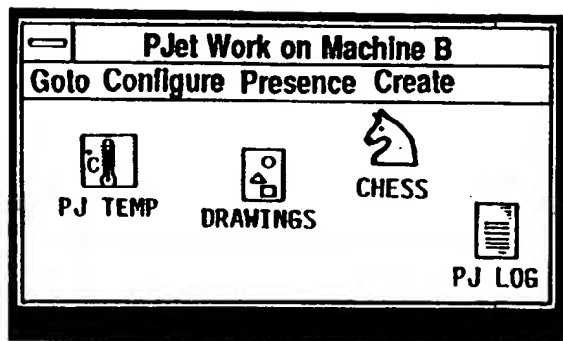 PJet Work on Machine B
Goto Configure Presence Create
C
PJ TEMP
DRAWINGS
CHESS
PJ LOG